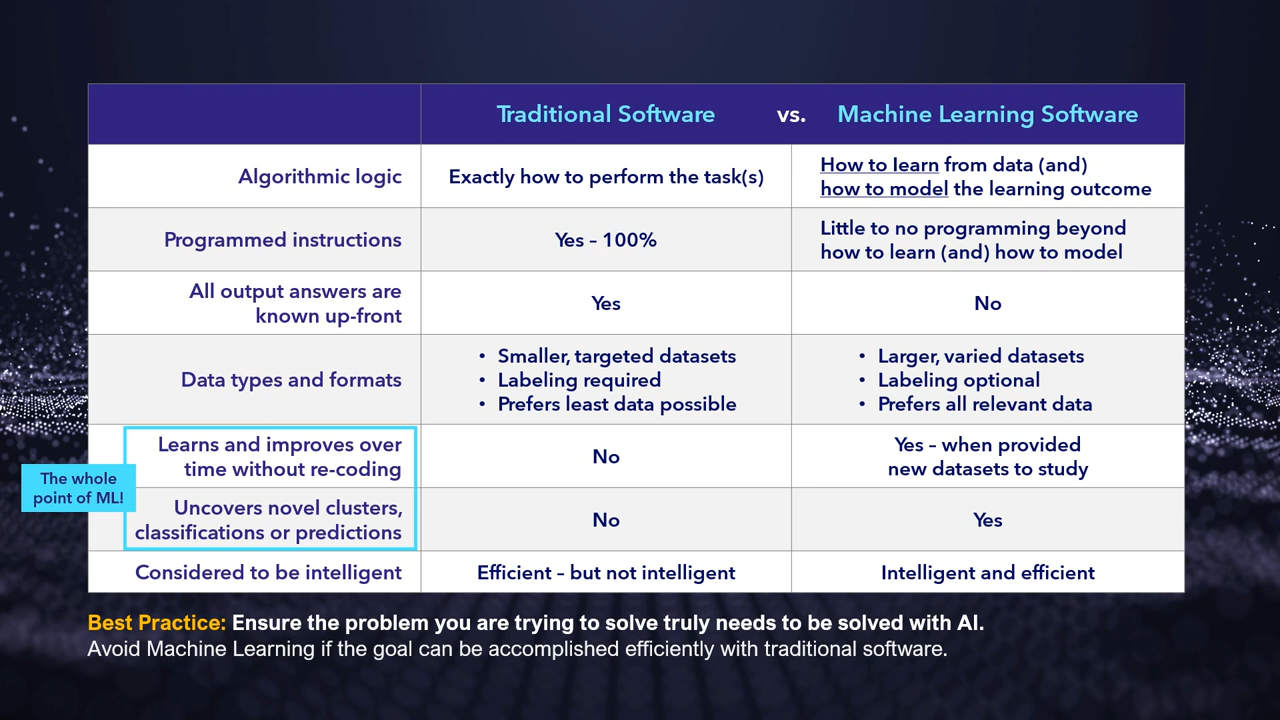 Traditional Software vs. Machine Learning Software
Algorithmic logic
Exactly how to perform the task(s)
How to learn from data (and)
how to model the learning outcome
Programmed instructions
Yes – 100%
Little to no programming beyond
how to learn (and) how to model
All output answers are
known up-front
Yes
No
Data types and formats
• Smaller, targeted datasets
• Labeling required
• Prefers least data possible
• Larger, varied datasets
• Labeling optional
• Prefers all relevant data
The whole
point of ML!
Learns and improves over
time without re-coding
No
Yes – when provided
new datasets to study
Uncovers novel clusters,
classifications or predictions
No
Yes
Considered to be intelligent
Efficient – but not intelligent
Intelligent and efficient
Best Practice: Ensure the problem you are trying to solve truly needs to be solved with AI.
Avoid Machine Learning if the goal can be accomplished efficiently with traditional software.